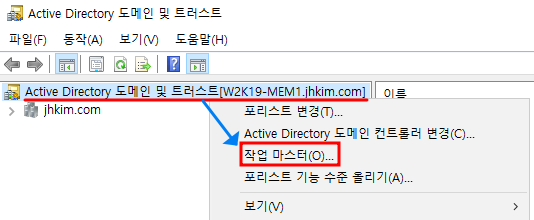 Active Directory 도메인 및 트러스트
파일(F) 동작(A) 보기(V) 도움말(H)
Active Directory 도메인 및 트러스트[W2K19-MEM1.jhkim.com]
이름
jhkim.com
포리스트 변경(T)...
Active Directory 도메인 컨트롤러 변경(C)...
작업 마스터(O)...
포리스트 기능 수준 올리기(A)...
보기(V)